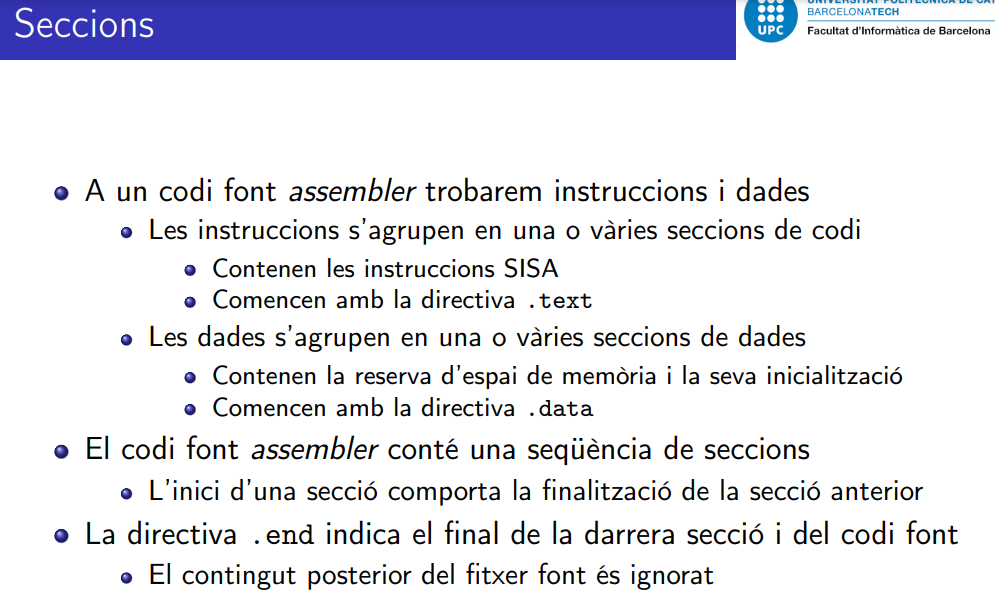 Seccions
BARCELONATECH
Facultat d'Informàtica de Barcelona
UPC
A un codi font assembler trobarem instruccions i dades
Les instruccions s'agrupen en una o vàries seccions de codi
Contenen les instruccions SISA
Comencen amb la directiva .text
Les dades s'agrupen en una o vàries seccions de dades
Contenen la reserva d'espai de memòria i la seva inicialització
Comencen amb la directiva .data
El codi font assembler conté una seqüència de seccions
L'inici d'una secció comporta la finalització de la secció anterior
La directiva .end indica el final de la darrera secció i del codi font
El contingut posterior del fitxer font és ignorat